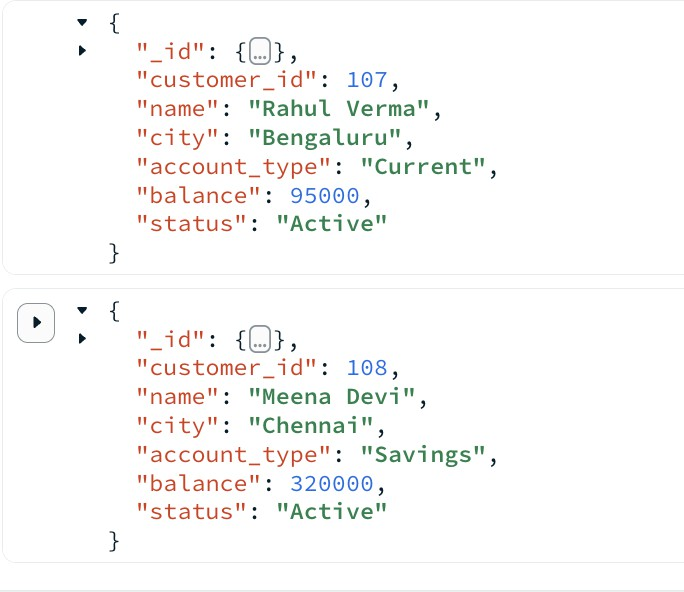 {
"_id": {…},
"customer_id": 107,
"name": "Rahul Verma",
"city": "Bengaluru",
"account_type": "Current",
"balance": 95000,
"status": "Active"
}
{
"_id": {…},
"customer_id": 108,
"name": "Meena Devi",
"city": "Chennai",
"account_type": "Savings",
"balance": 320000,
"status": "Active"
}